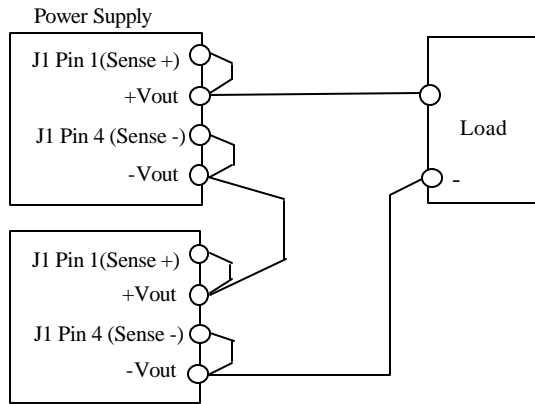 Power Supply
J1 Pin 1(Sense +)
+Vout
J1 Pin 4 (Sense -)
-Vout
Load
-
J1 Pin 1(Sense +)
+Vout
J1 Pin 4 (Sense -)
-Vout